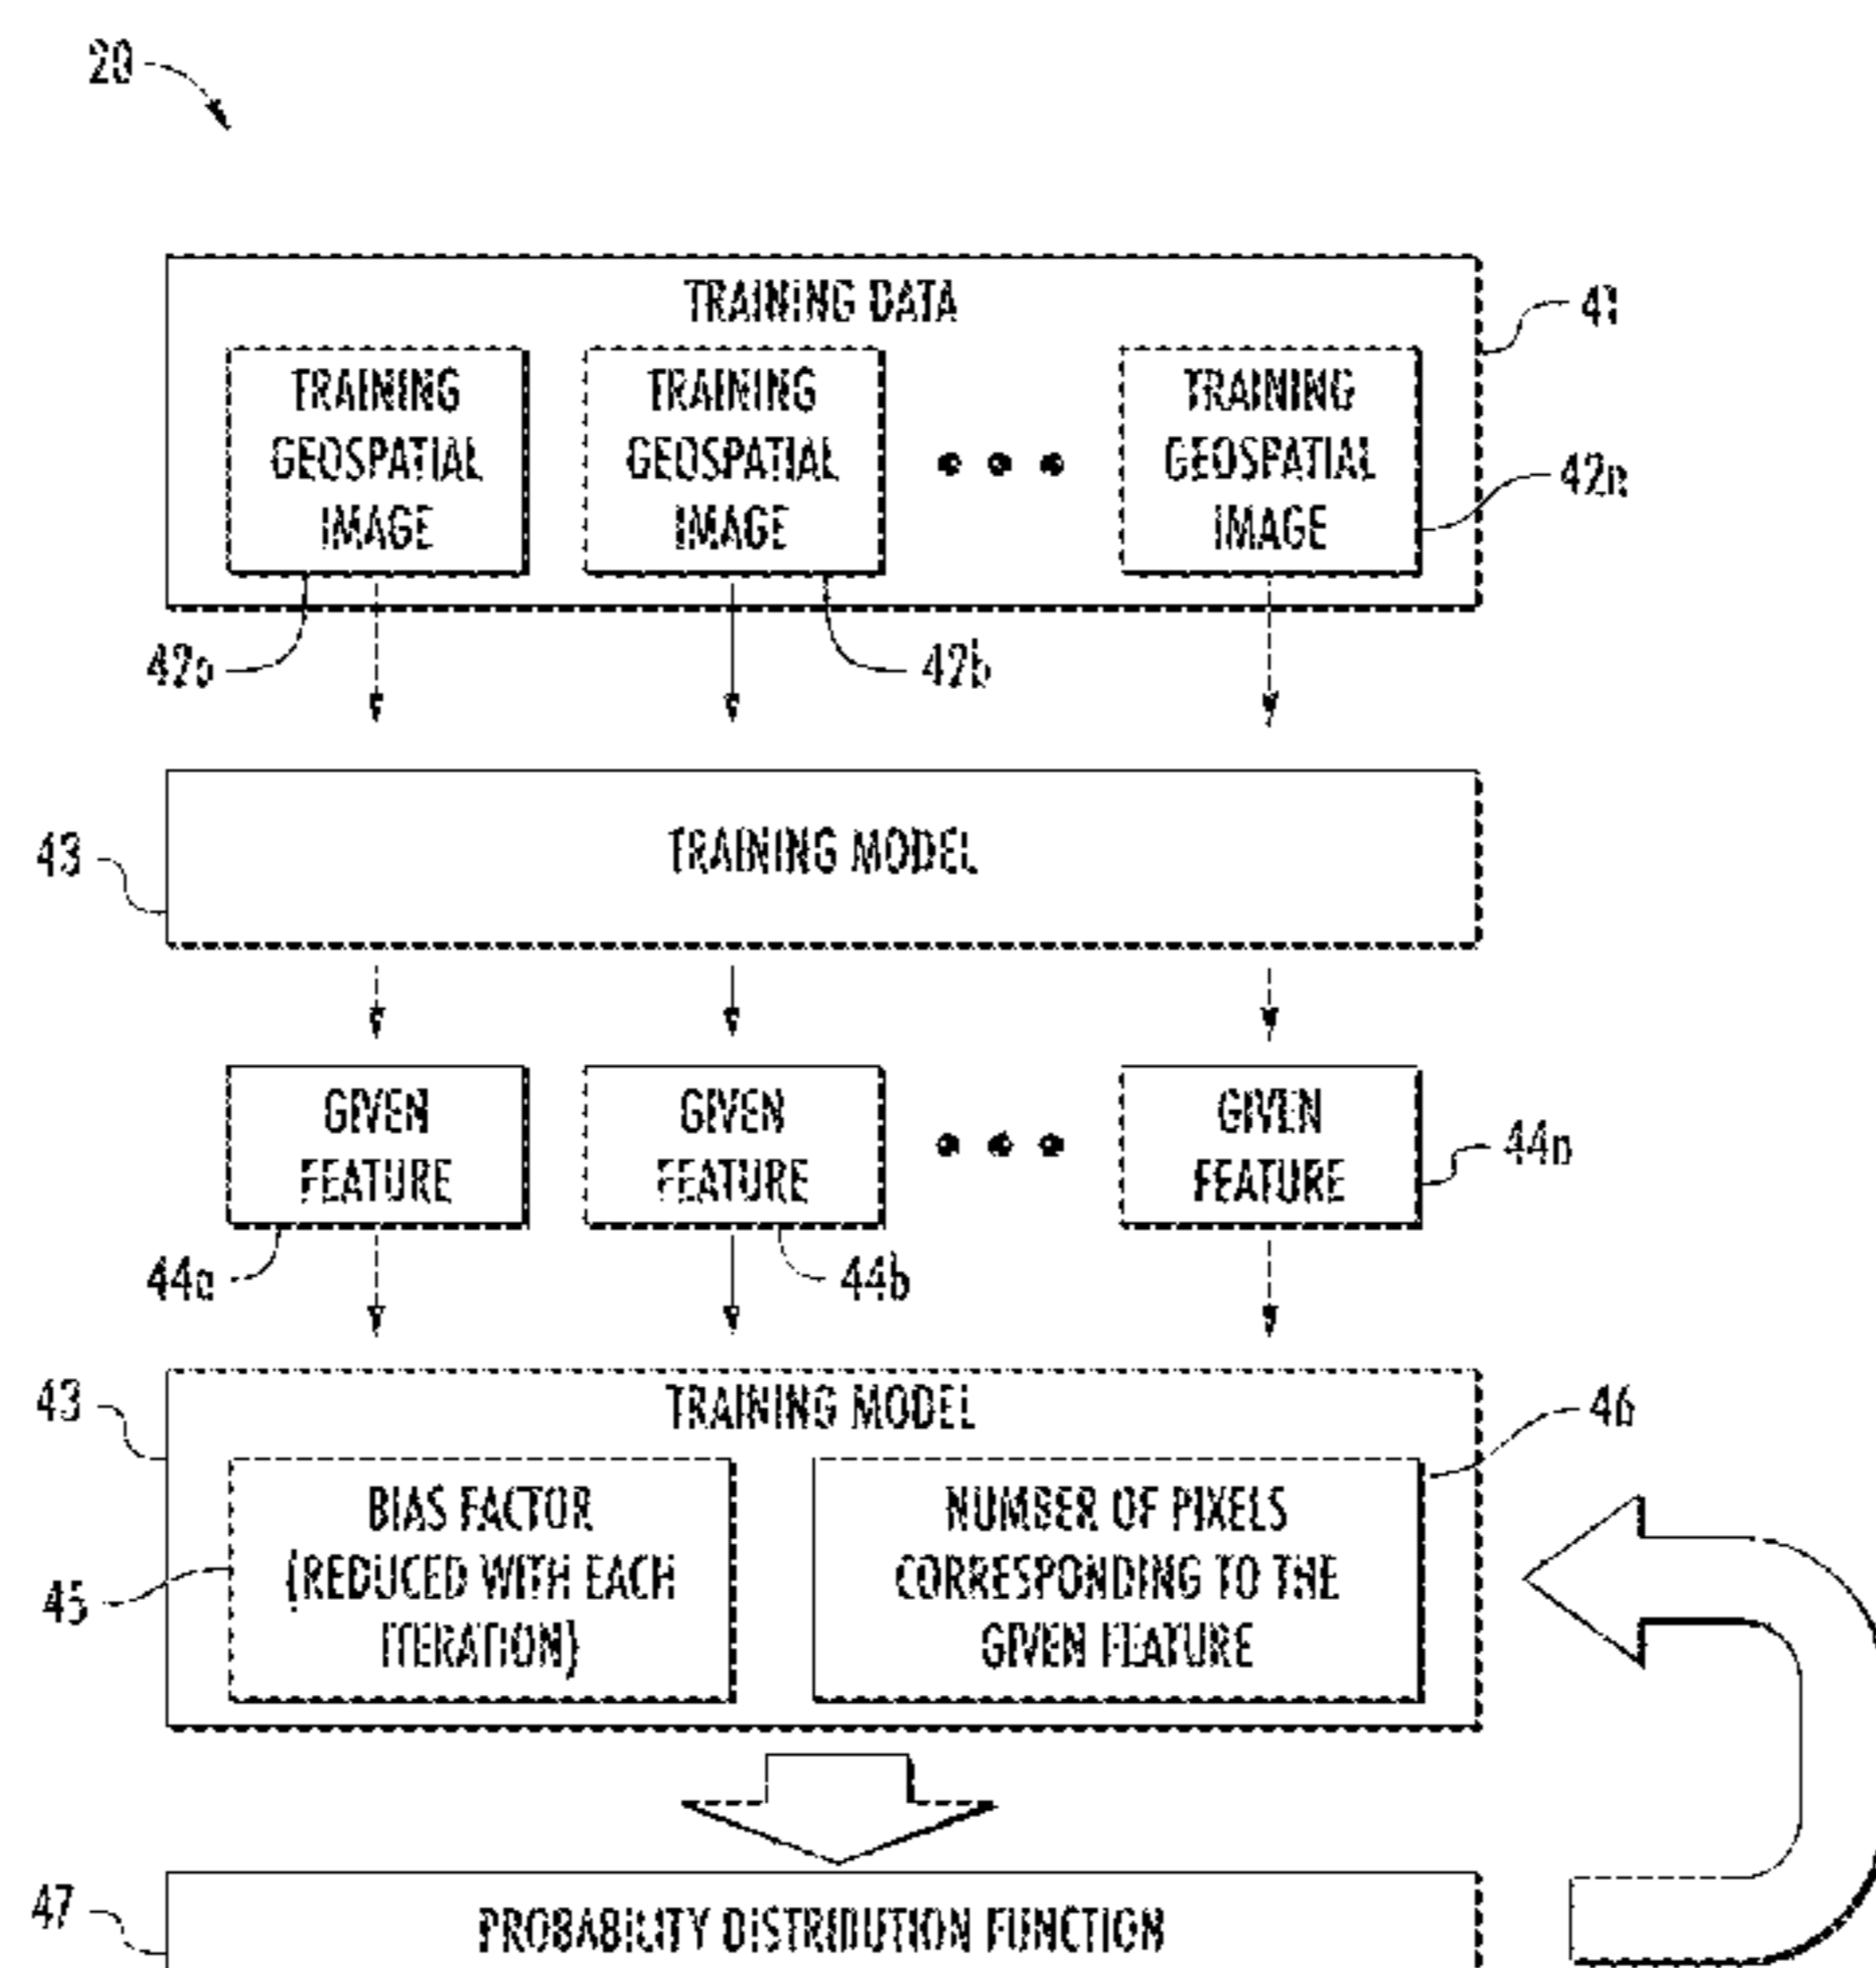 20
TRAINING DATA
41
TRAINING
GEOSPATIAL
IMAGE
TRAINING
GEOSPATIAL
IMAGE
TRAINING
GEOSPATIAL
IMAGE
42n
42a
42b
43
TRAINING MODEL
GIVEN
FEATURE
GIVEN
FEATURE
GIVEN
FEATURE
44n
44a
44b
43
TRAINING MODEL
46
BIAS FACTOR
(REDUCED WITH EACH
ITERATION)
45
NUMBER OF PIXELS
CORRESPONDING TO THE
GIVEN FEATURE
47
PROBABILITY DISTRIBUTION FUNCTION